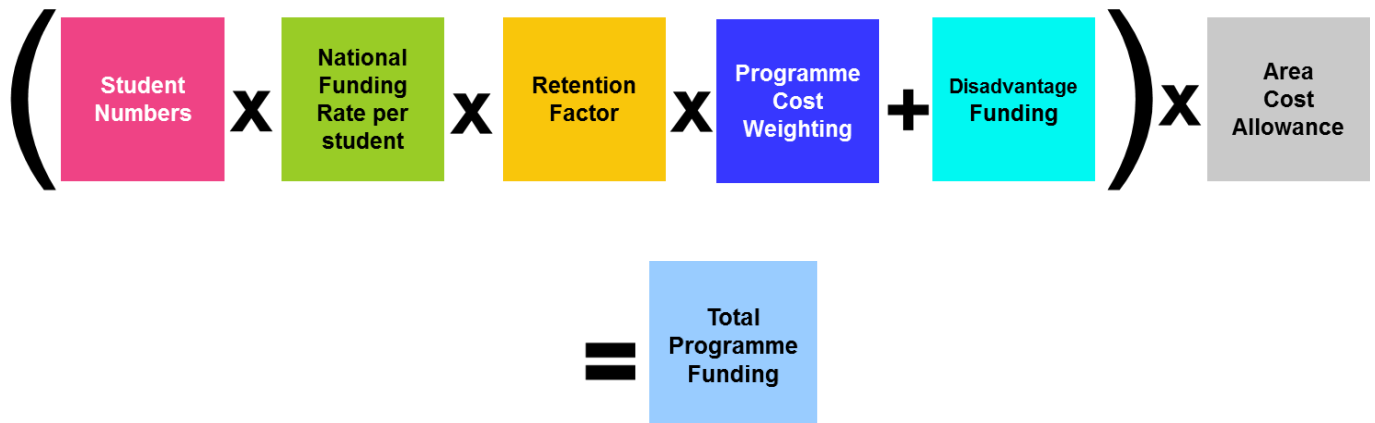 (
Student
Numbers
x
National
Funding
Rate per
student
x
Retention
Factor
x
Programme
Cost
Weighting
+
Disadvantage
Funding
)
x
Area
Cost
Allowance
=
Total
Programme
Funding